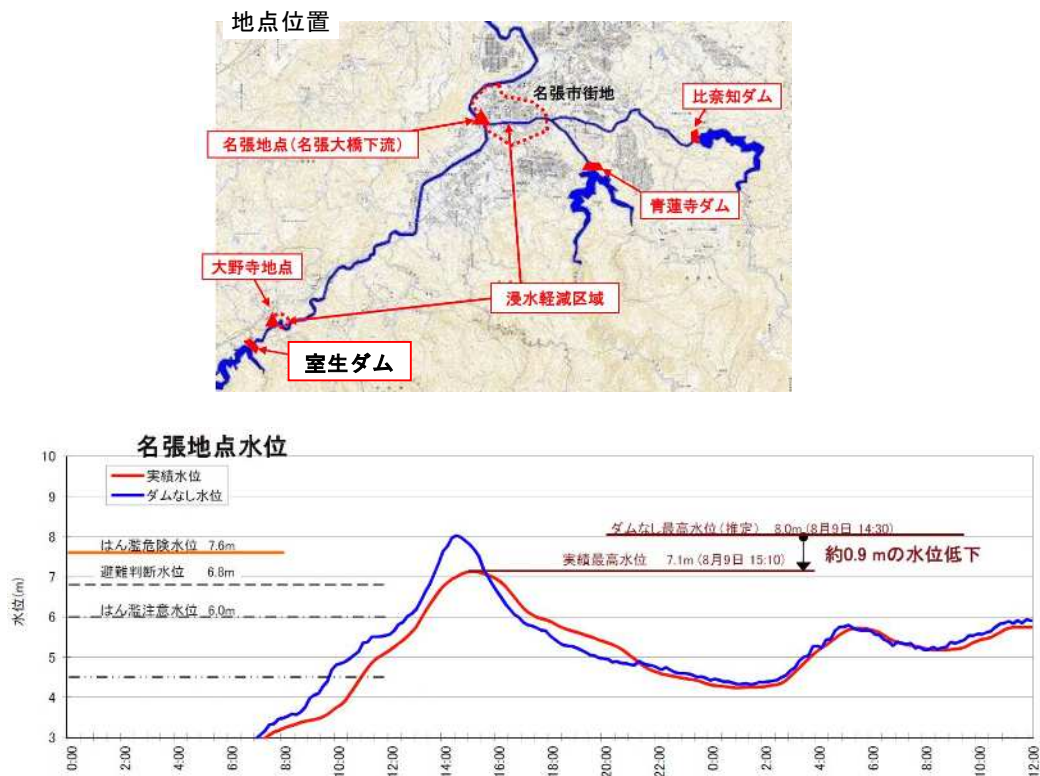 地点位置
名張市街地
比奈知ダム
名張地点(名張大橋下流)
青蓮寺ダム
大野寺地点
浸水軽減区域
室生ダム
名張地点水位
実績水位
ダムなし水位
ダムなし最高水位(推定) 8.0m(8月9日 14:30)
はん濫危険水位 7.6m
実績最高水位 7.1m(8月9日 15:10)
約0.9 mの水位低下
避難判断水位 6.8m
はん濫注意水位 6.0m
水位(m)
10
9
8
7
6
5
4
3
0:00
2:00
4:00
6:00
8:00
10:00
12:00
14:00
16:00
18:00
20:00
22:00
0:00
2:00
4:00
6:00
8:00
10:00
12:00